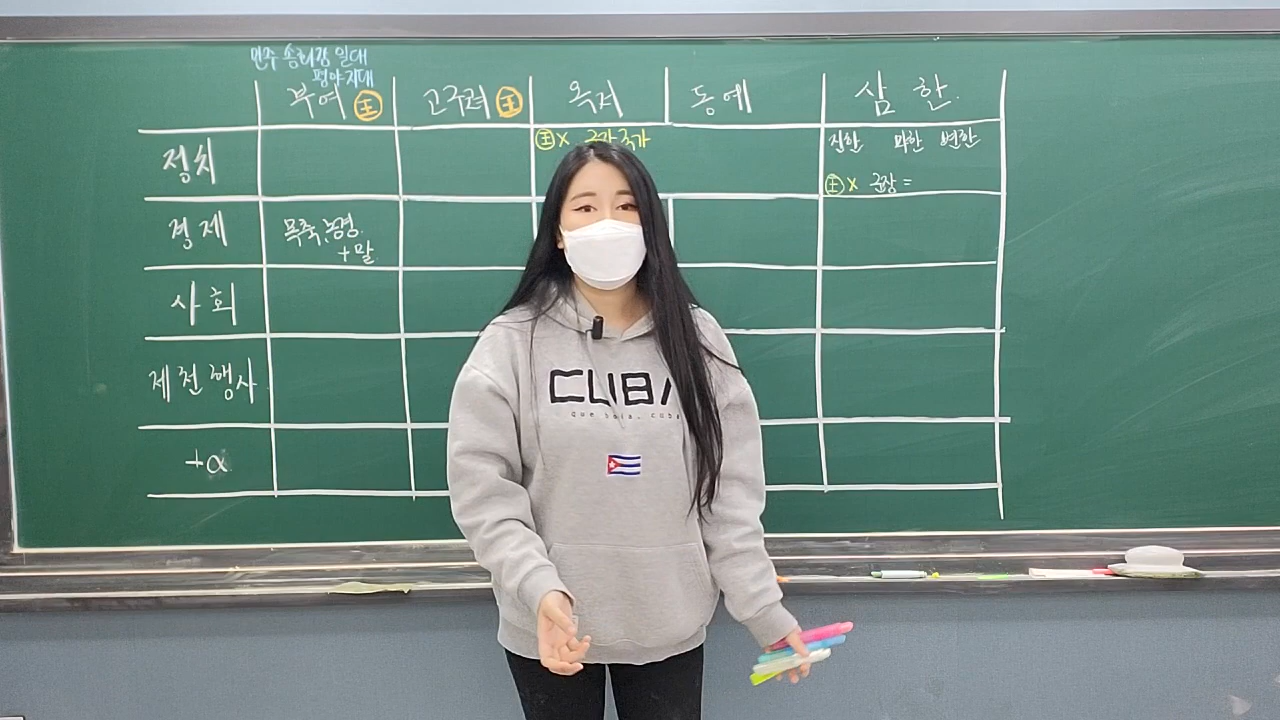 만주 송화강 일대
평야지대
부여 王 고구려 王 옥저 동예 삼한
정치 王 X 군장국가 진한 마한 변한
王 X 군장 =
경제 목축, 농경
+말
사회
제천행사
+α
CUBA